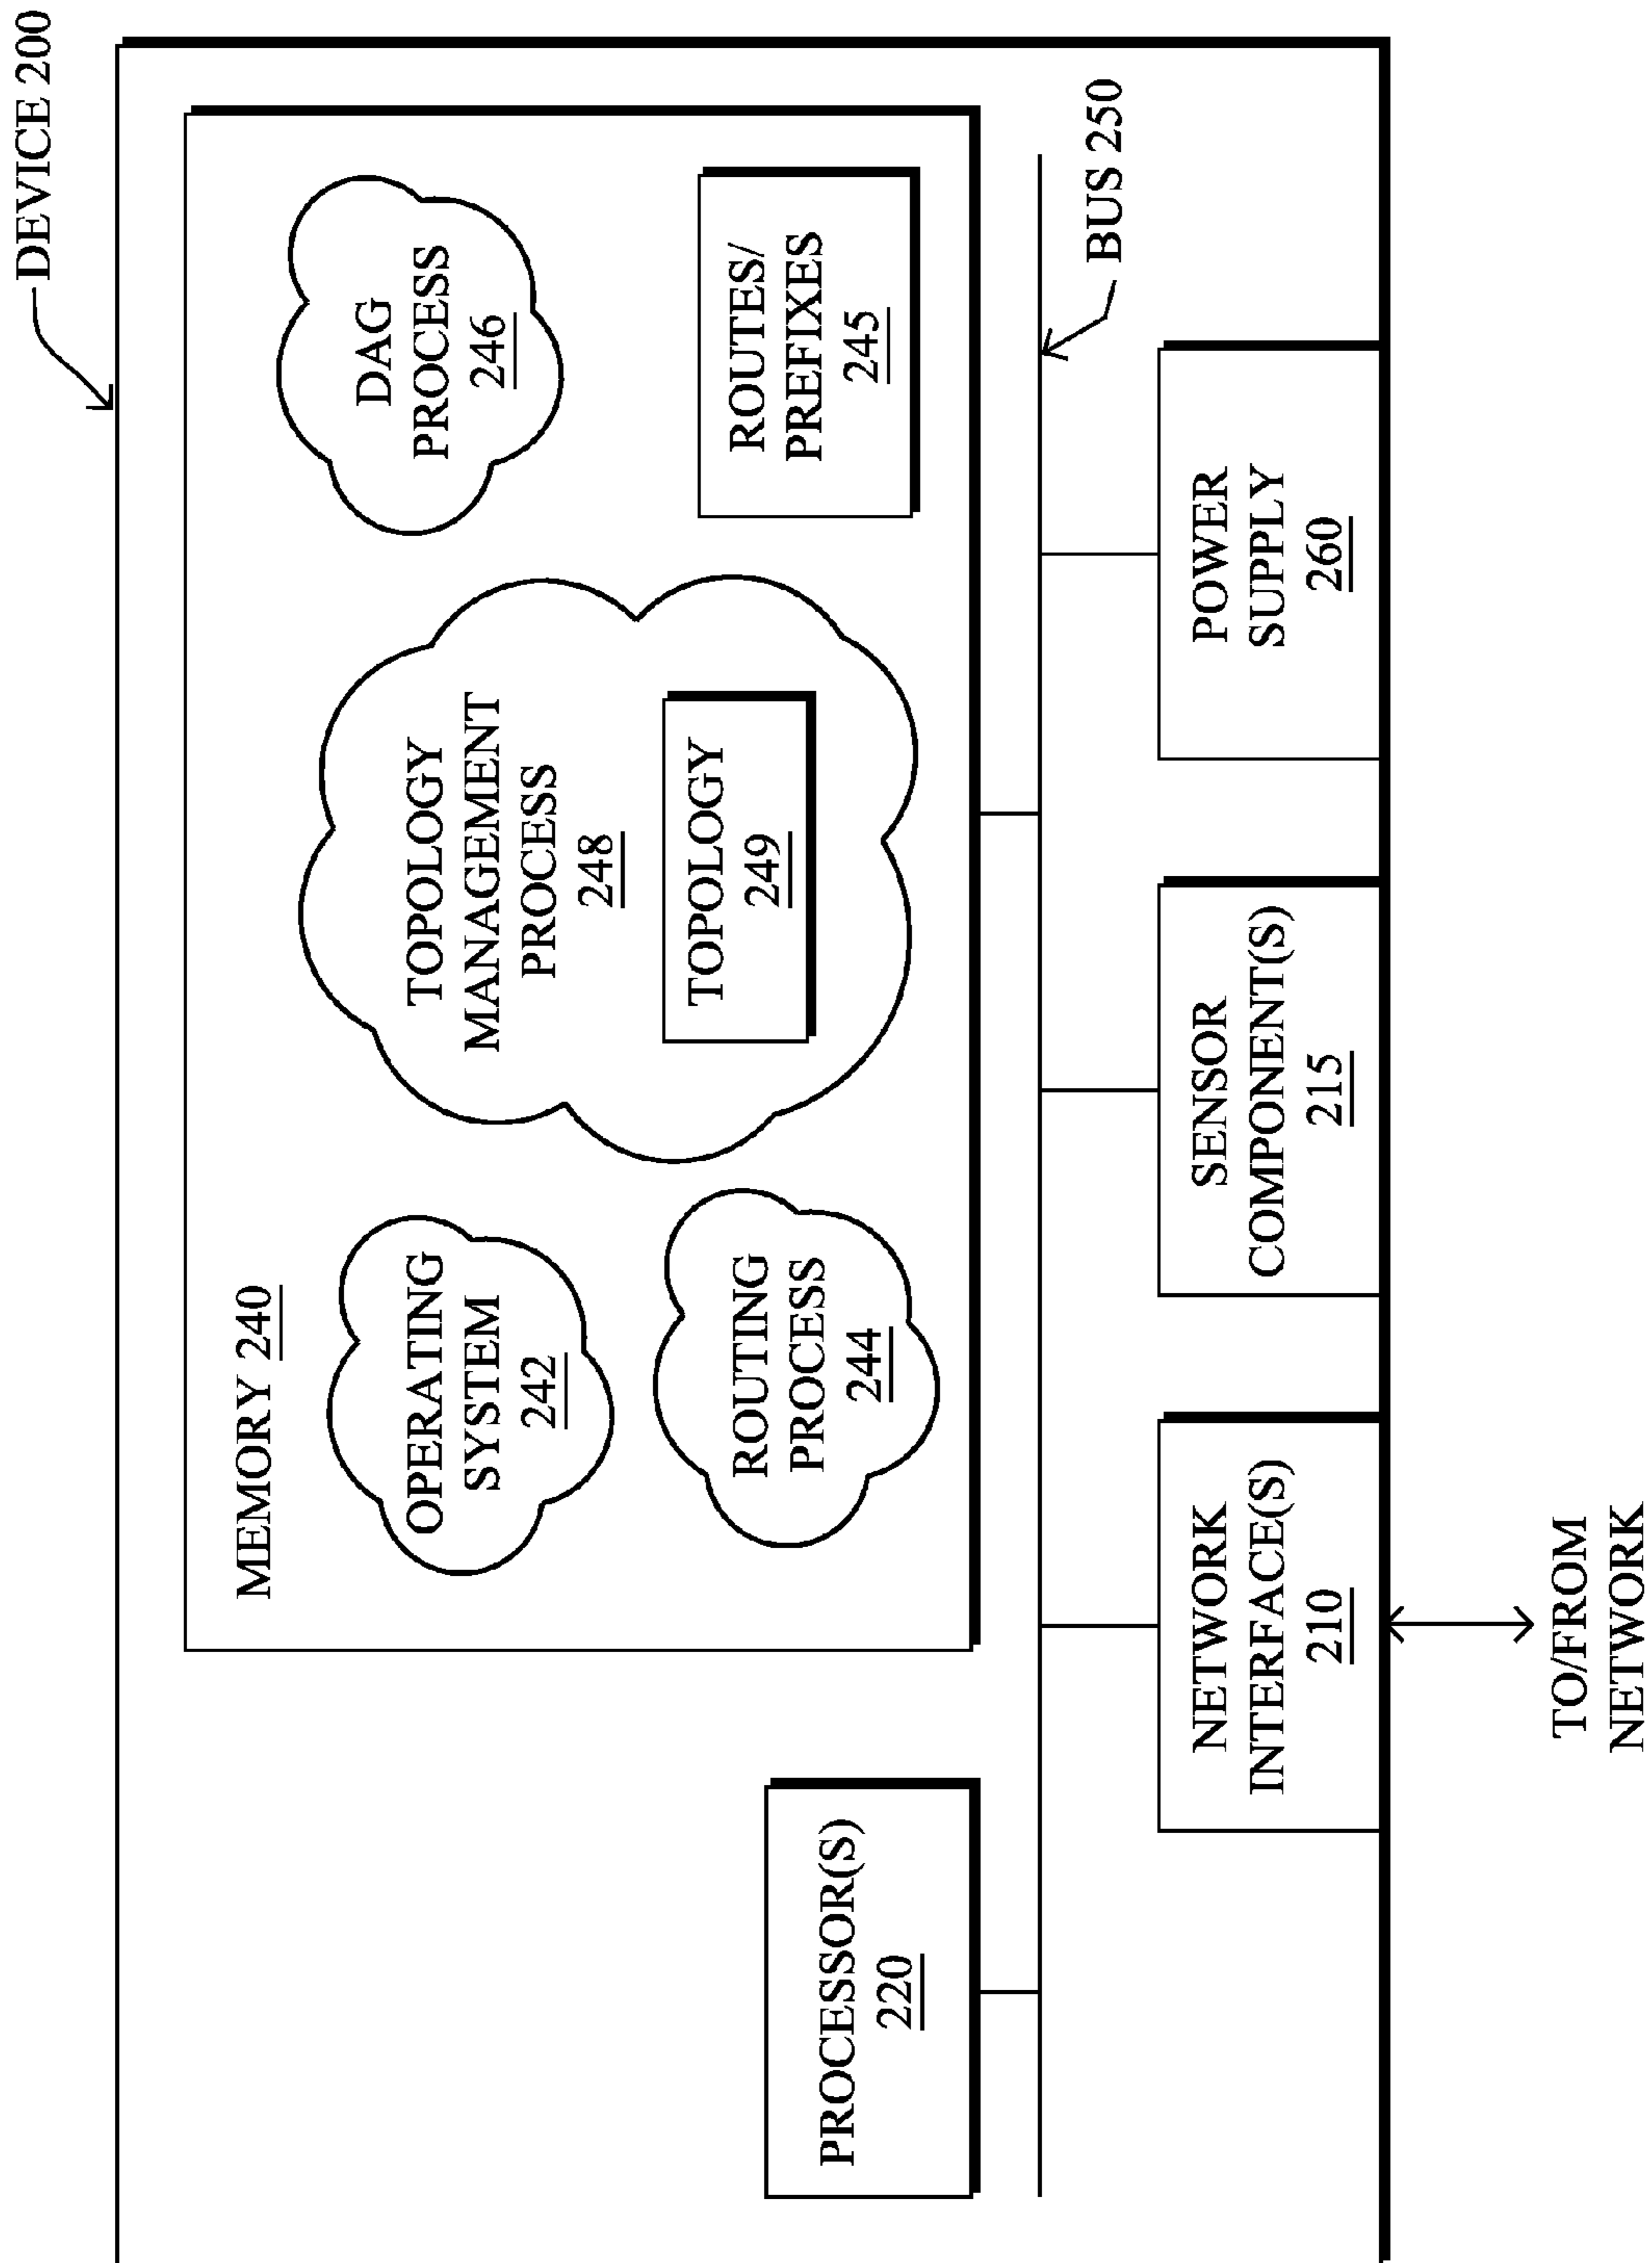 DEVICE 200
MEMORY 240
OPERATING
SYSTEM
242
ROUTING
PROCESS
244
TOPOLOGY
MANAGEMENT
PROCESS
248
TOPOLOGY
249
DAG
PROCESS
246
ROUTES/
PREFIXES
245
PROCESSOR(S)
220
BUS 250
NETWORK
INTERFACE(S)
210
SENSOR
COMPONENT(S)
215
POWER
SUPPLY
260
TO/FROM
NETWORK